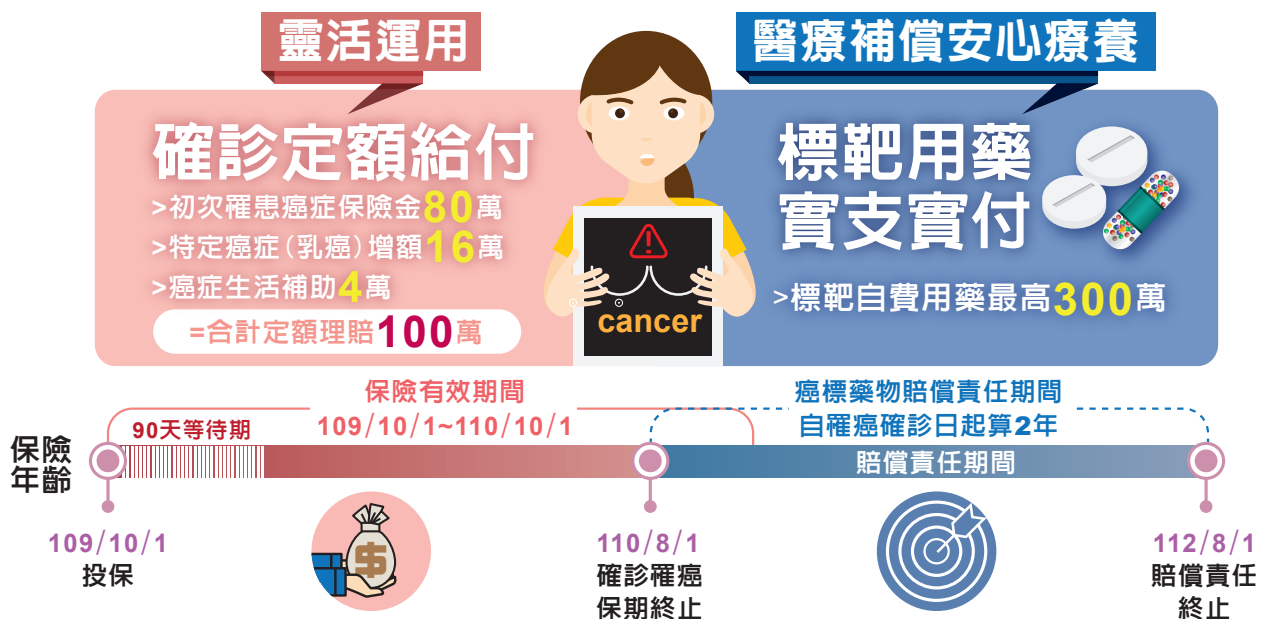 靈活運用
醫療補償安心療養
確診定額給付
>初次罹患癌症保險金80萬
>特定癌症(乳癌)增額16萬
>癌症生活補助4萬
=合計定額理賠100萬
cancer
標靶用藥
實支實付
>標靶自費用藥最高300萬
保險有效期間
109/10/1~110/10/1
癌標藥物賠償責任期間
自罹癌確診日起算2年
90天等待期
賠償責任期間
保險
年齡
109/10/1
投保
110/8/1
確診罹癌
保期終止
112/8/1
賠償責任
終止